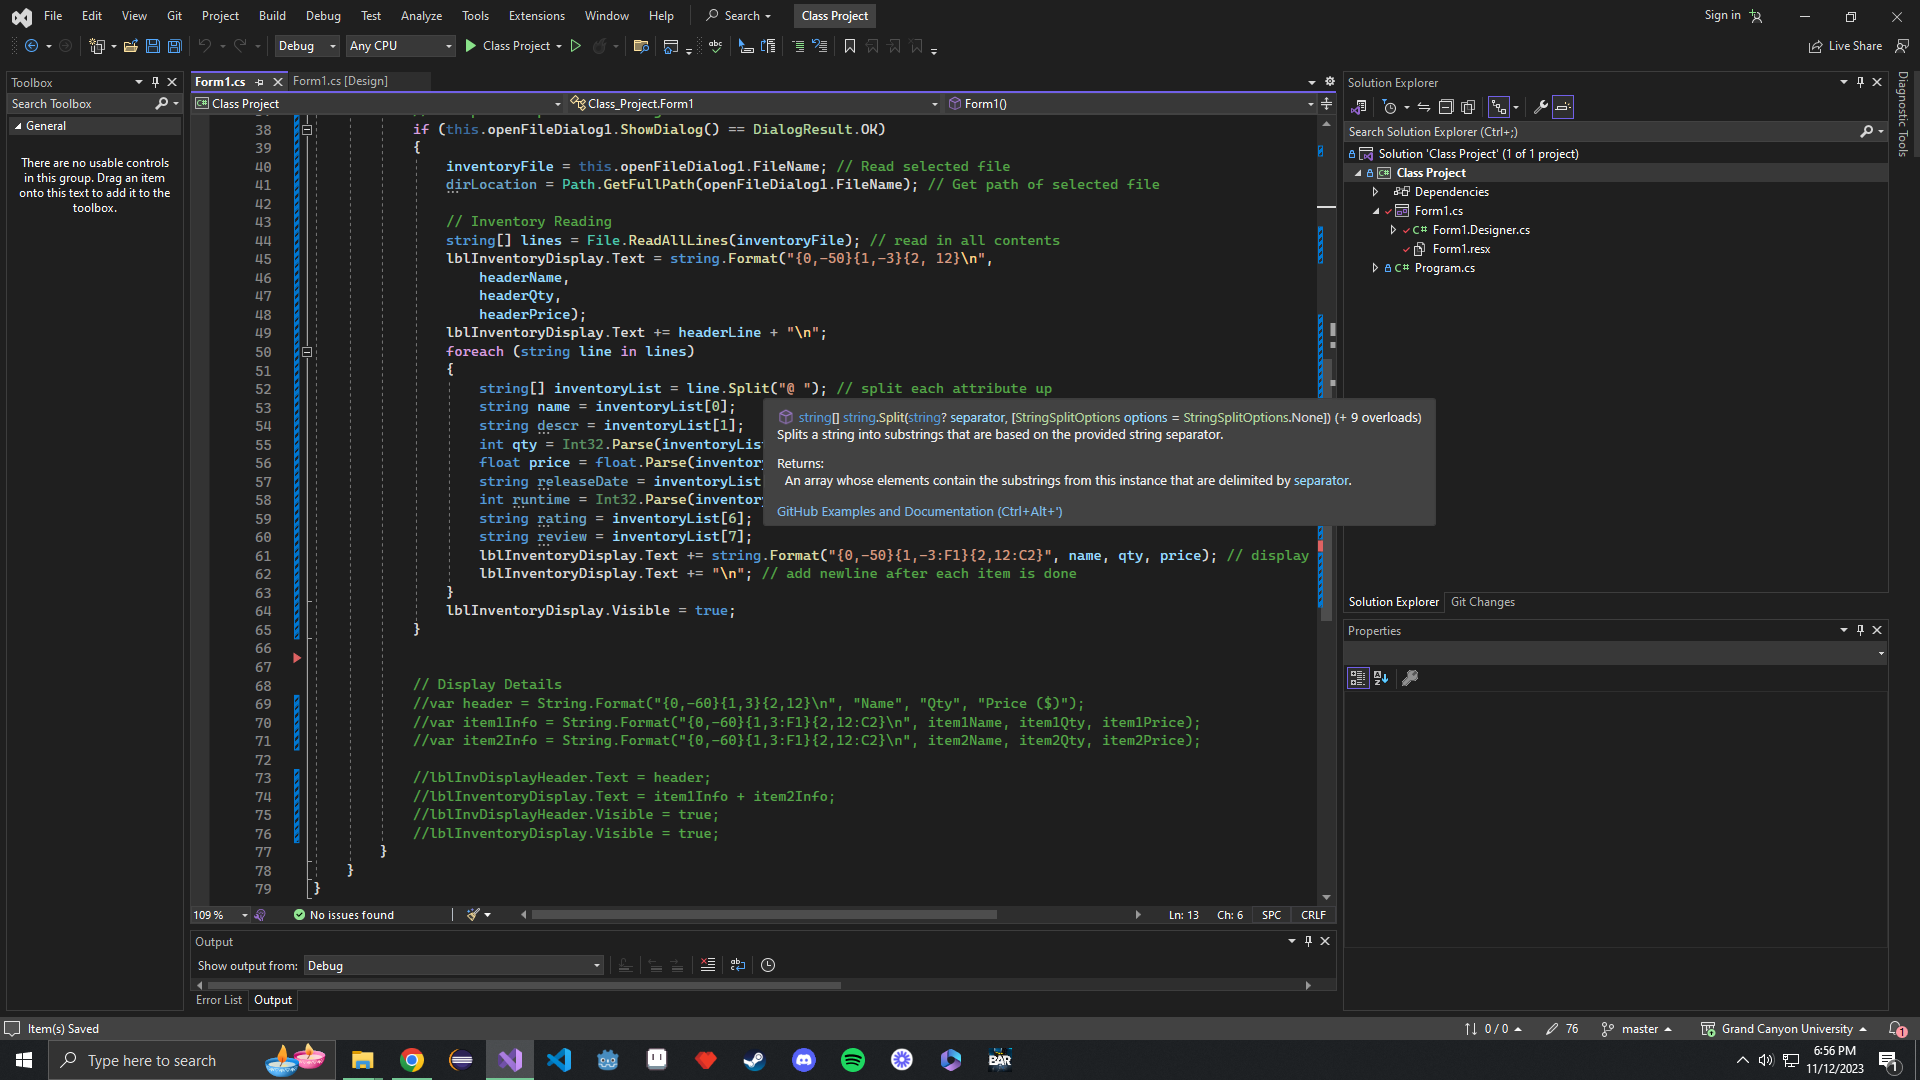 File Edit View Git Project Build Debug Test Analyze Tools Extensions Window Help Search Class Project Sign in
Debug Any CPU Class Project Live Share
Toolbox
Search Toolbox
General
There are no usable controls
in this group. Drag an item
onto this text to add it to the
toolbox.
Form1.cs Form1.cs [Design]
C# Class Project Class_Project.Form1 Form1()
38 if (this.openFileDialog1.ShowDialog() == DialogResult.OK)
39 {
40 inventoryFile = this.openFileDialog1.FileName; // Read selected file
41 dirLocation = Path.GetFullPath(openFileDialog1.FileName); // Get path of selected file
42
43 // Inventory Reading
44 string[] lines = File.ReadAllLines(inventoryFile); // read in all contents
45 lblInventoryDisplay.Text = string.Format("{0,-50}{1,-3}{2, 12}\n",
46 headerName,
47 headerQty,
48 headerPrice);
49 lblInventoryDisplay.Text += headerLine + "\n";
50 foreach (string line in lines)
51 {
52 string[] inventoryList = line.Split("@ "); // split each attribute up
53 string name = inventoryList[0];
54 string descr = inventoryList[1];
55 int qty = Int32.Parse(inventoryLis
56 float price = float.Parse(inventory
57 string releaseDate = inventoryList
58 int runtime = Int32.Parse(inventory
59 string rating = inventoryList[6];
60 string review = inventoryList[7];
61 lblInventoryDisplay.Text += string.Format("{0,-50}{1,-3:F1}{2,12:C2}", name, qty, price); // display
62 lblInventoryDisplay.Text += "\n"; // add newline after each item is done
63 }
64 lblInventoryDisplay.Visible = true;
65 }
66
67
68 // Display Details
69 //var header = String.Format("{0,-60}{1,3}{2,12}\n", "Name", "Qty", "Price ($)");
70 //var item1Info = String.Format("{0,-60}{1,3:F1}{2,12:C2}\n", item1Name, item1Qty, item1Price);
71 //var item2Info = String.Format("{0,-60}{1,3:F1}{2,12:C2}\n", item2Name, item2Qty, item2Price);
72
73 //lblInvDisplayHeader.Text = header;
74 //lblInventoryDisplay.Text = item1Info + item2Info;
75 //lblInvDisplayHeader.Visible = true;
76 //lblInventoryDisplay.Visible = true;
77 }
78 }
79 }
string[] string.Split(string? separator, [StringSplitOptions options = StringSplitOptions.None]) (+ 9 overloads)
Splits a string into substrings that are based on the provided string separator.
Returns:
An array whose elements contain the substrings from this instance that are delimited by separator.
GitHub Examples and Documentation (Ctrl+Alt+')
109 % No issues found Ln: 13 Ch: 6 SPC CRLF
Output
Show output from: Debug
Error List Output
Solution Explorer
Search Solution Explorer (Ctrl+;)
Solution 'Class Project' (1 of 1 project)
C# Class Project
Dependencies
Form1.cs
C# Form1.Designer.cs
Form1.resx
C# Program.cs
Solution Explorer Git Changes
Properties
Diagnostic Tools
Item(s) Saved 0 / 0 76 master Grand Canyon University 1
Type here to search BAR 6:56 PM
11/12/2023 1